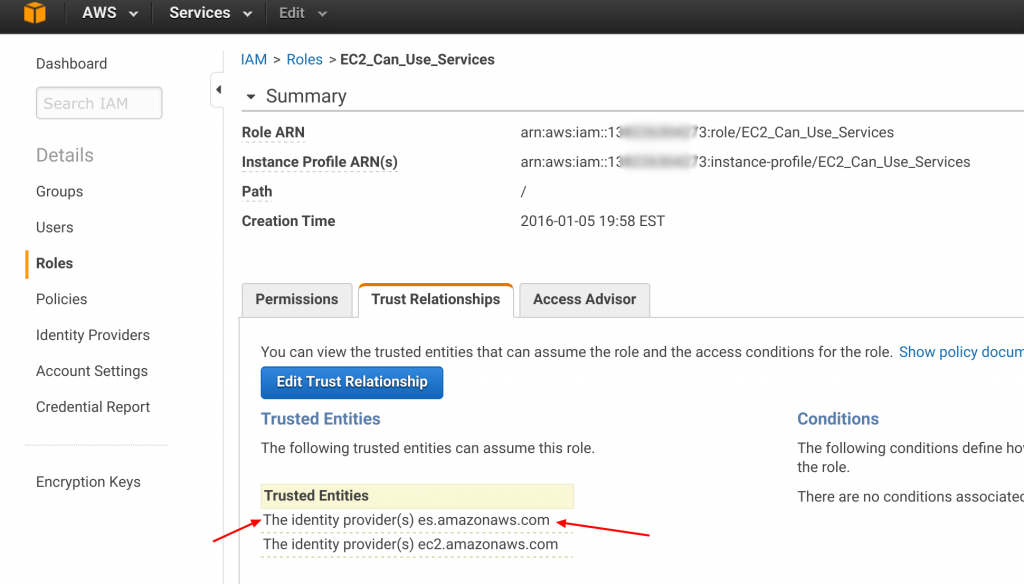 AWS Services Edit
Dashboard
Search IAM
Details
Groups
Users
Roles
Policies
Identity Providers
Account Settings
Credential Report
Encryption Keys
IAM > Roles > EC2_Can_Use_Services
Summary
Role ARN arn:aws:iam::13 3:role/EC2_Can_Use_Services
Instance Profile ARN(s) arn:aws:iam::13 3:instance-profile/EC2_Can_Use_Services
Path /
Creation Time 2016-01-05 19:58 EST
Permissions Trust Relationships Access Advisor
You can view the trusted entities that can assume the role and the access conditions for the role. Show policy docum
Edit Trust Relationship
Trusted Entities
The following trusted entities can assume this role.
Trusted Entities
The identity provider(s) es.amazonaws.com
The identity provider(s) ec2.amazonaws.com
Conditions
The following conditions define ho
the role.
There are no conditions associated